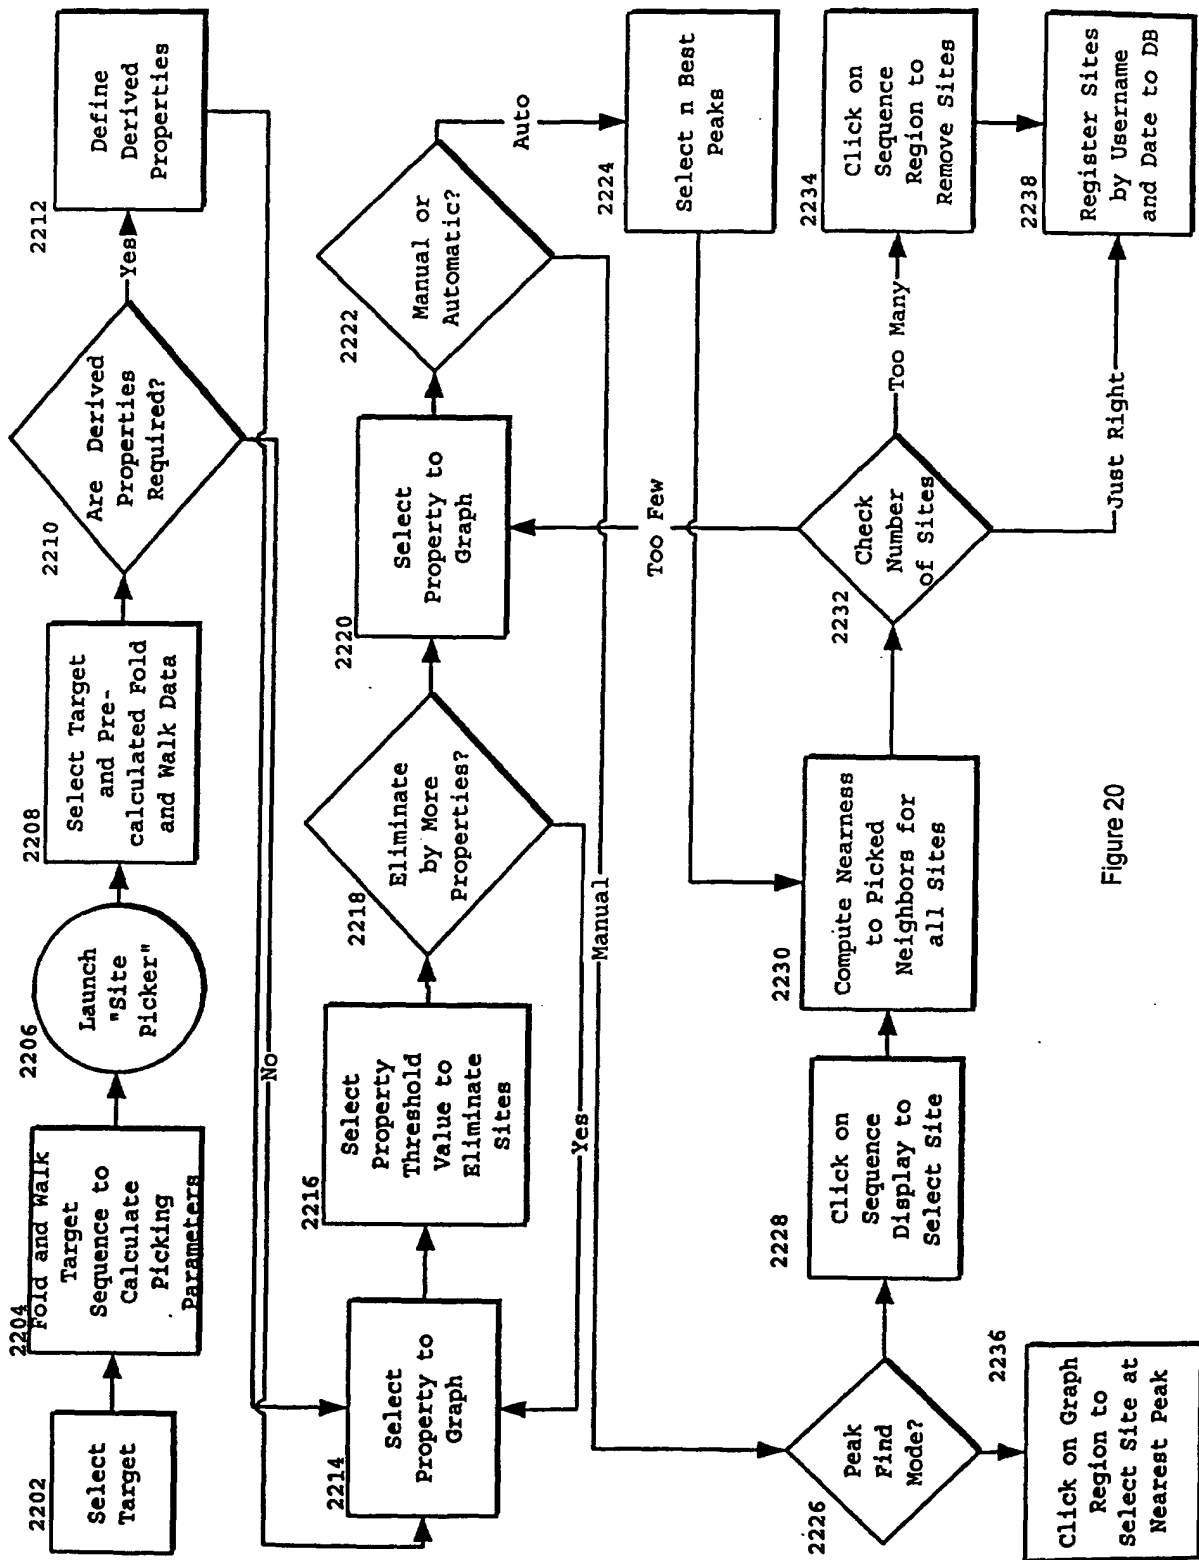 2202
Select
Target
2204
Fold and Walk
Target
Sequence to
Calculate
Picking
Parameters
2206
Launch
"Site
Picker"
2208
Select Target
and Pre-
calculated Fold
and Walk Data
2210
Are Derived
Properties
Required?
Yes
2212
Define
Derived
Properties
No
2214
Select
Property to
Graph
2216
Select
Property
Threshold
Value to
Eliminate
Sites
2218
Eliminate
by More
Properties?
Yes
2220
Select
Property to
Graph
2222
Manual or
Automatic?
Auto
Manual
2224
Select n Best
Peaks
2226
Peak
Find
Mode?
2228
Click on
Sequence
Display to
Select Site
2230
Compute Nearness
to Picked
Neighbors for
all Sites
2232
Check
Number
of Sites
Too Few
Too Many
Just Right
2234
Click on
Sequence
Region to
Remove Sites
2236
Click on Graph
Region to
Select Site at
Nearest Peak
2238
Register Sites
by Username
and Date to DB
Figure 20